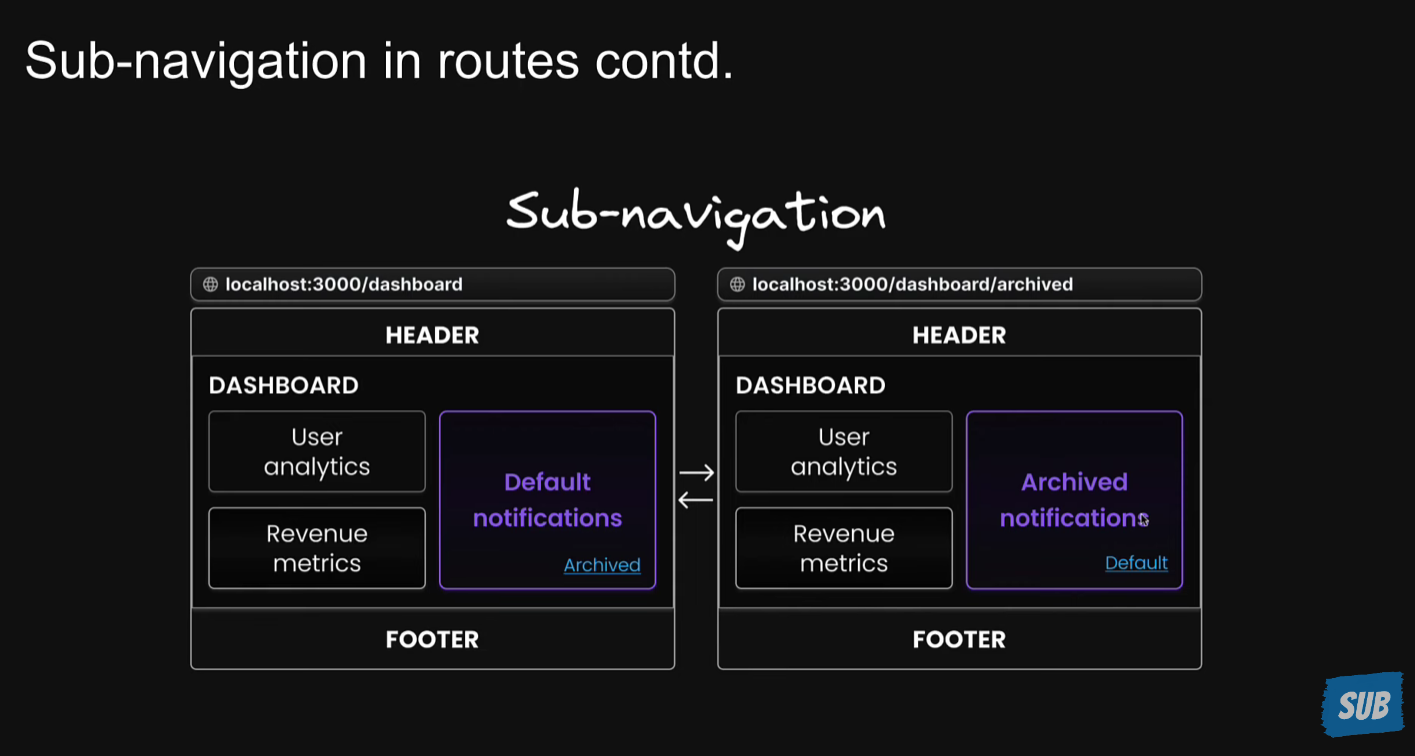 Sub-navigation in routes contd.
Sub-navigation
localhost:3000/dashboard
HEADER
DASHBOARD
User
analytics
Revenue
metrics
Default
notifications
Archived
FOOTER
localhost:3000/dashboard/archived
HEADER
DASHBOARD
User
analytics
Revenue
metrics
Archived
notifications
Default
FOOTER
SUB